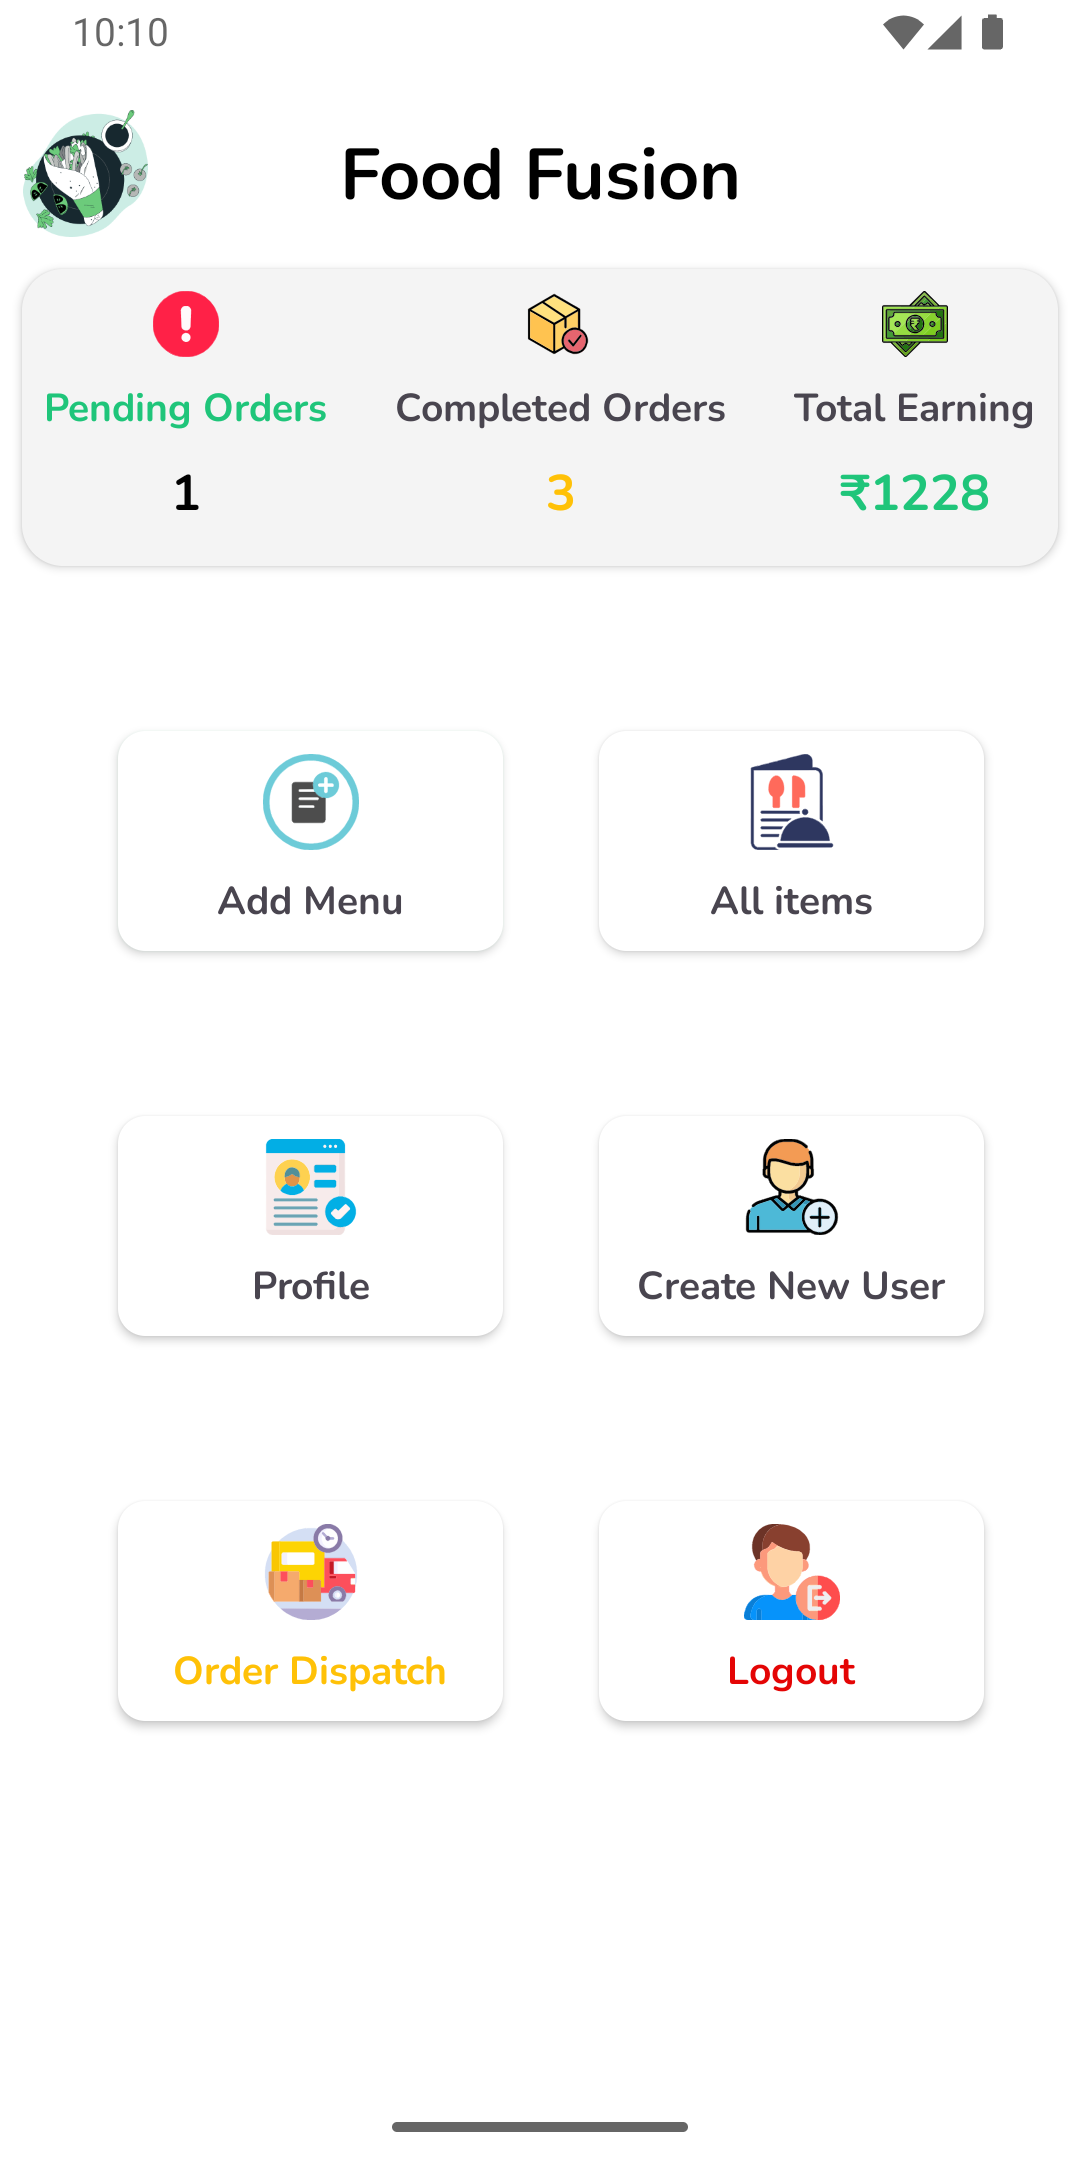 10:10
Food Fusion
Pending Orders
Completed Orders
Total Earning
1
3
₹1228
Add Menu
All items
Profile
Create New User
Order Dispatch
Logout